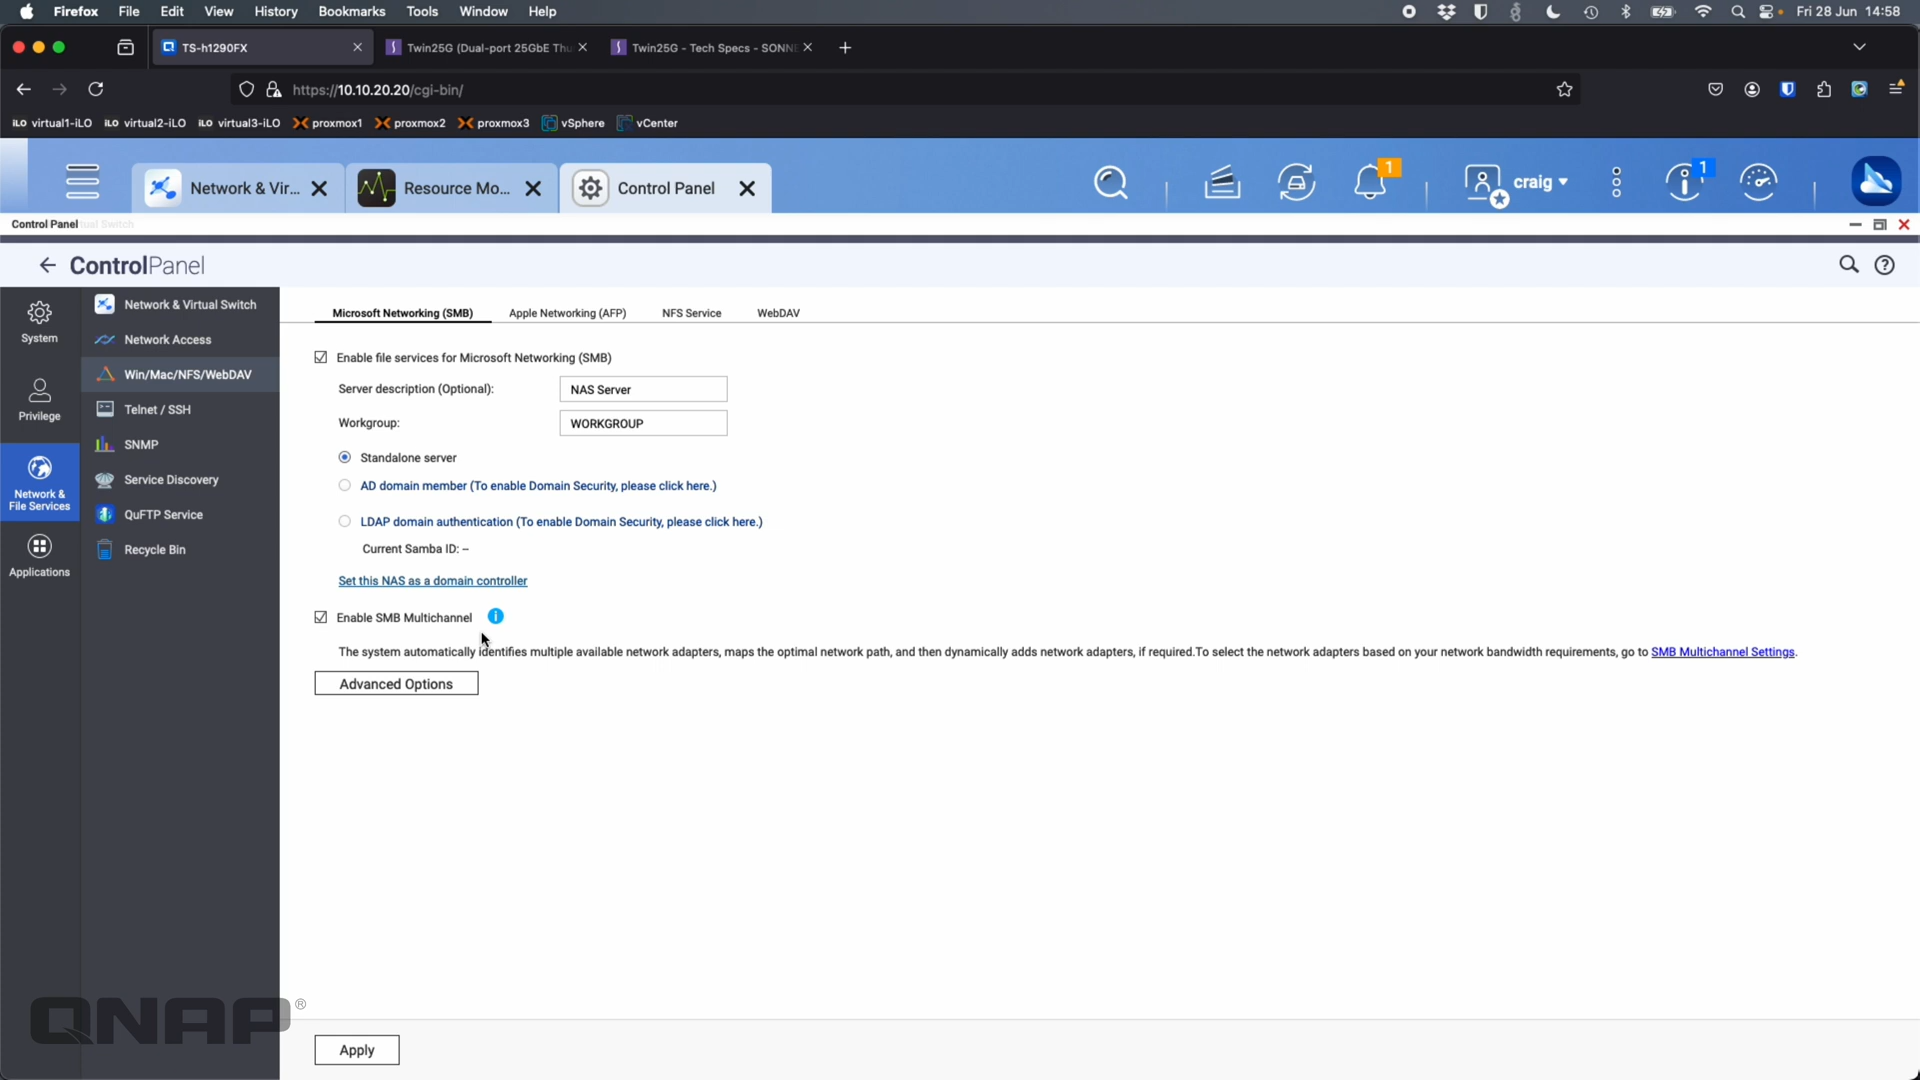 Firefox File Edit View History Bookmarks Tools Window Help Fri 28 Jun 14:58
TS-h1290FX Twin25G (Dual-port 25GbE Thu Twin25G - Tech Specs - SONN
https://10.10.20.20/cgi-bin/
iLO virtual1-iLO iLO virtual2-iLO iLO virtual3-iLO proxmox1 proxmox2 proxmox3 vSphere vCenter
Network & Vir... Resource Mo... Control Panel 1 craig 1
Control Panel
ControlPanel
System
Privilege
Network & File Services
Applications
Network & Virtual Switch
Network Access
Win/Mac/NFS/WebDAV
Telnet / SSH
SNMP
Service Discovery
QuFTP Service
Recycle Bin
Microsoft Networking (SMB) Apple Networking (AFP) NFS Service WebDAV
Enable file services for Microsoft Networking (SMB)
Server description (Optional): NAS Server
Workgroup: WORKGROUP
Standalone server
AD domain member (To enable Domain Security, please click here.)
LDAP domain authentication (To enable Domain Security, please click here.)
Current Samba ID: --
Set this NAS as a domain controller
Enable SMB Multichannel
The system automatically identifies multiple available network adapters, maps the optimal network path, and then dynamically adds network adapters, if required.To select the network adapters based on your network bandwidth requirements, go to SMB Multichannel Settings.
Advanced Options
Apply
QNAP®